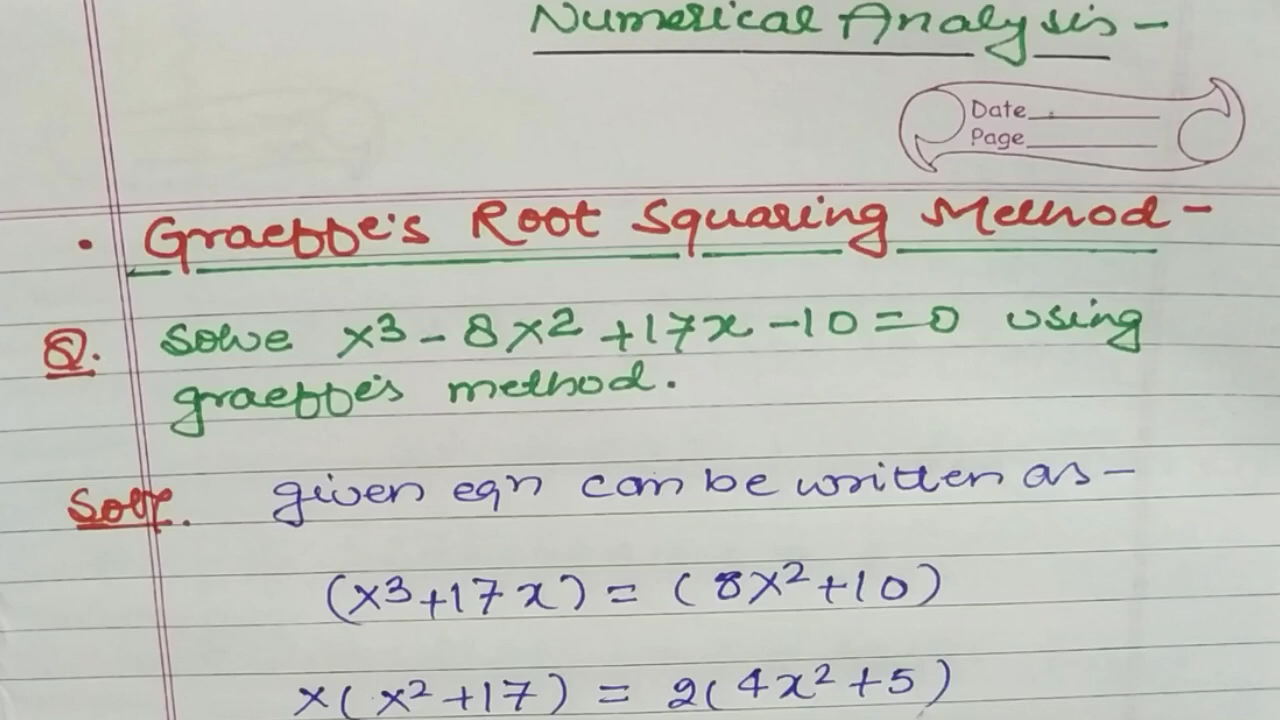 Numerical Analysis-
Date
Page
• Graeffe's Root Squaring Method-
Q. Solve x³ - 8x² + 17x - 10 = 0 using
graeffe's method.
Solⁿ. given eqn can be written as-
(x³ + 17x) = (8x² + 10)
x(x² + 17) = 2(4x² + 5)